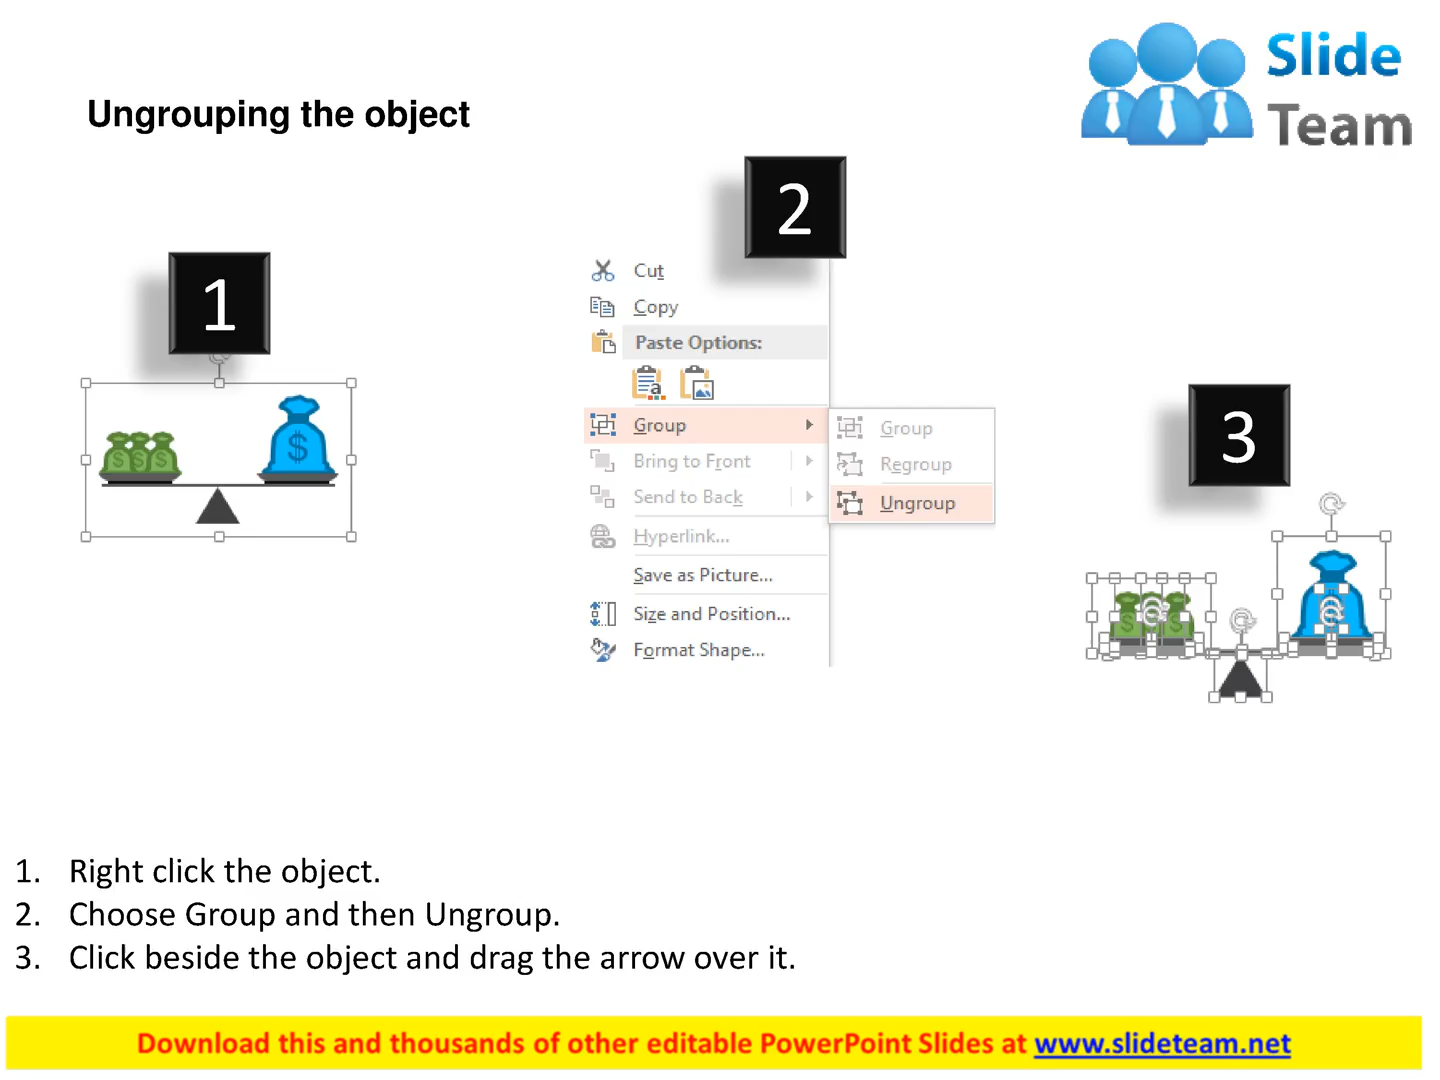 Slide
Team
Ungrouping the object
1
2
3
Cut
Copy
Paste Options:
Group
Bring to Front
Send to Back
Hyperlink...
Save as Picture...
Size and Position...
Format Shape...
Group
Regroup
Ungroup
$ $ $
$
$ $
1. Right click the object.
2. Choose Group and then Ungroup.
3. Click beside the object and drag the arrow over it.
Download this and thousands of other editable PowerPoint Slides at www.slideteam.net